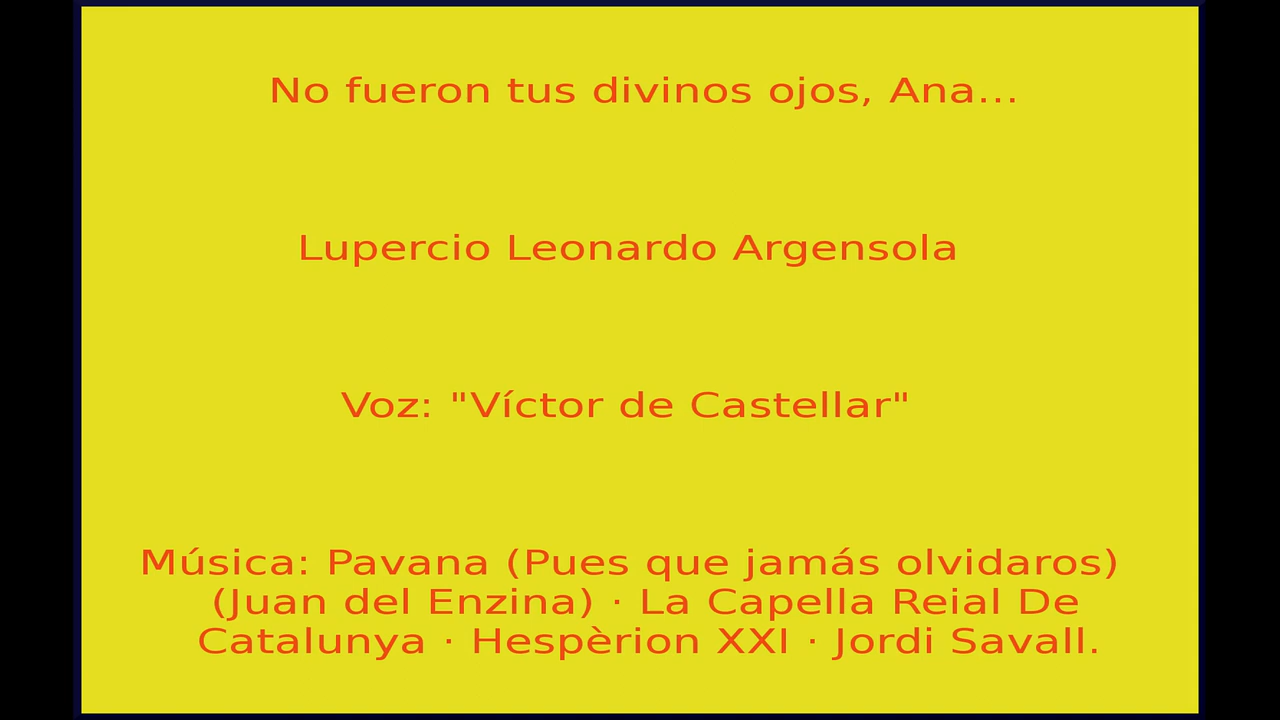 No fueron tus divinos ojos, Ana...
Lupercio Leonardo Argensola
Voz: "Víctor de Castellar"
Música: Pavana (Pues que jamás olvidaros)
(Juan del Enzina) · La Capella Reial De
Catalunya · Hespèrion XXI · Jordi Savall.